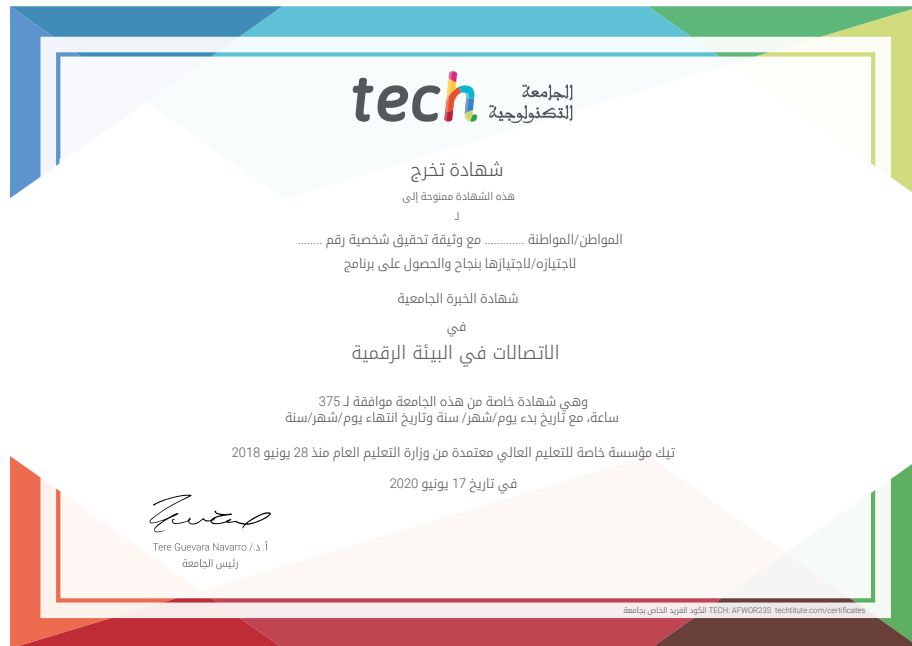 tech الجامعة
التكنولوجية
شهادة تخرج
هذه الشهادة ممنوحة إلى
لـ
المواطن/المواطنة ............ مع وثيقة تحقيق شخصية رقم ........
لاجتيازه/لاجتيازها بنجاح والحصول على برنامج
شهادة الخبرة الجامعية
في
الاتصالات في البيئة الرقمية
وهي شهادة خاصة من هذه الجامعة موافقة لـ 375
ساعة، مع تاريخ بدء يوم/شهر/ سنة وتاريخ انتهاء يوم/شهر/سنة
تيك مؤسسة خاصة للتعليم العالي معتمدة من وزارة التعليم العام منذ 28 يونيو 2018
في تاريخ 17 يونيو 2020
أ. د./ Tere Guevara Navarro
رئيس الجامعة
الكود الفريد الخاص بجامعة TECH: AFWOR23S techtitute.com/certificates